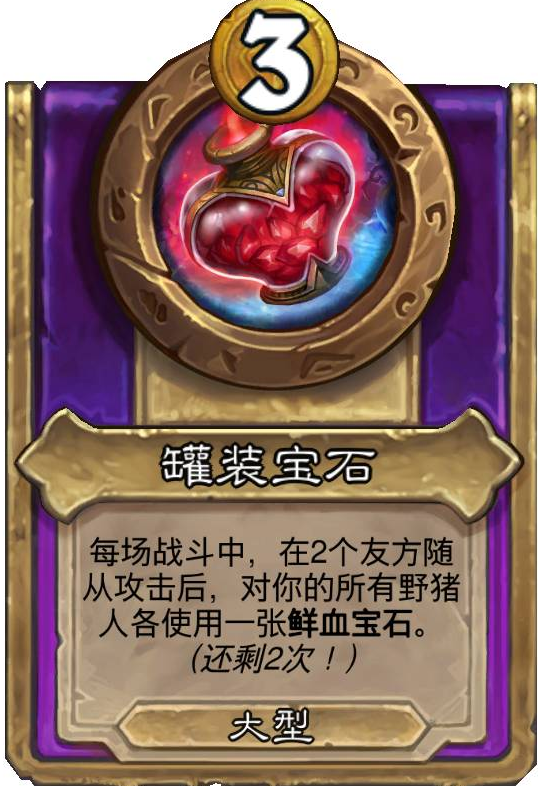 3
罐装宝石
每场战斗中，在2个友方随
从攻击后，对你的所有野猪
人各使用一张鲜血宝石。
（还剩2次！）
大型